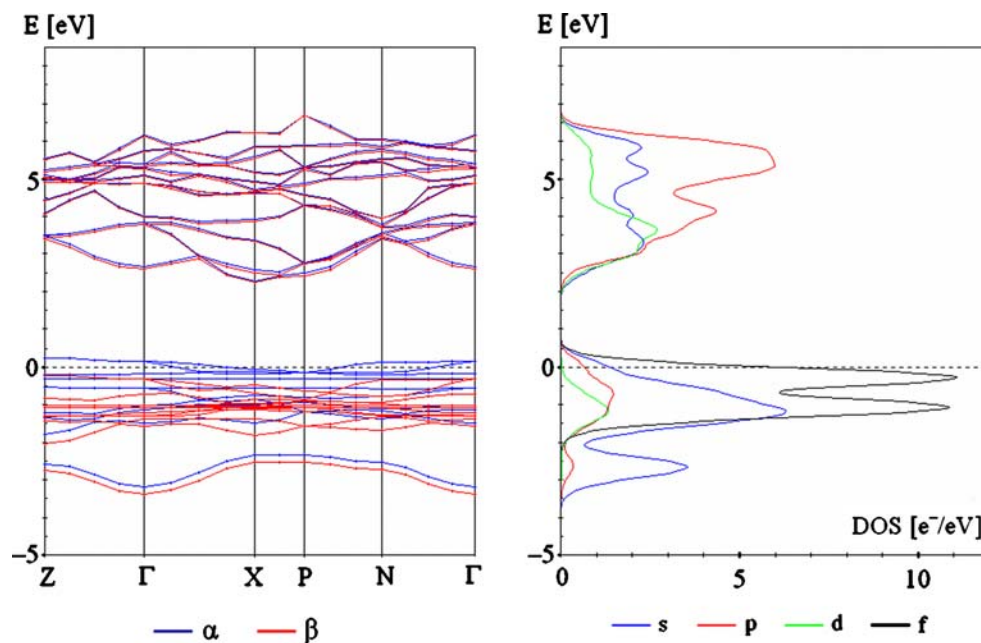 E [eV]
5
0
−5
Z Γ X P N Γ
α β
E [eV]
5
0
−5
DOS [e⁻/eV]
0 5 10
s p d f